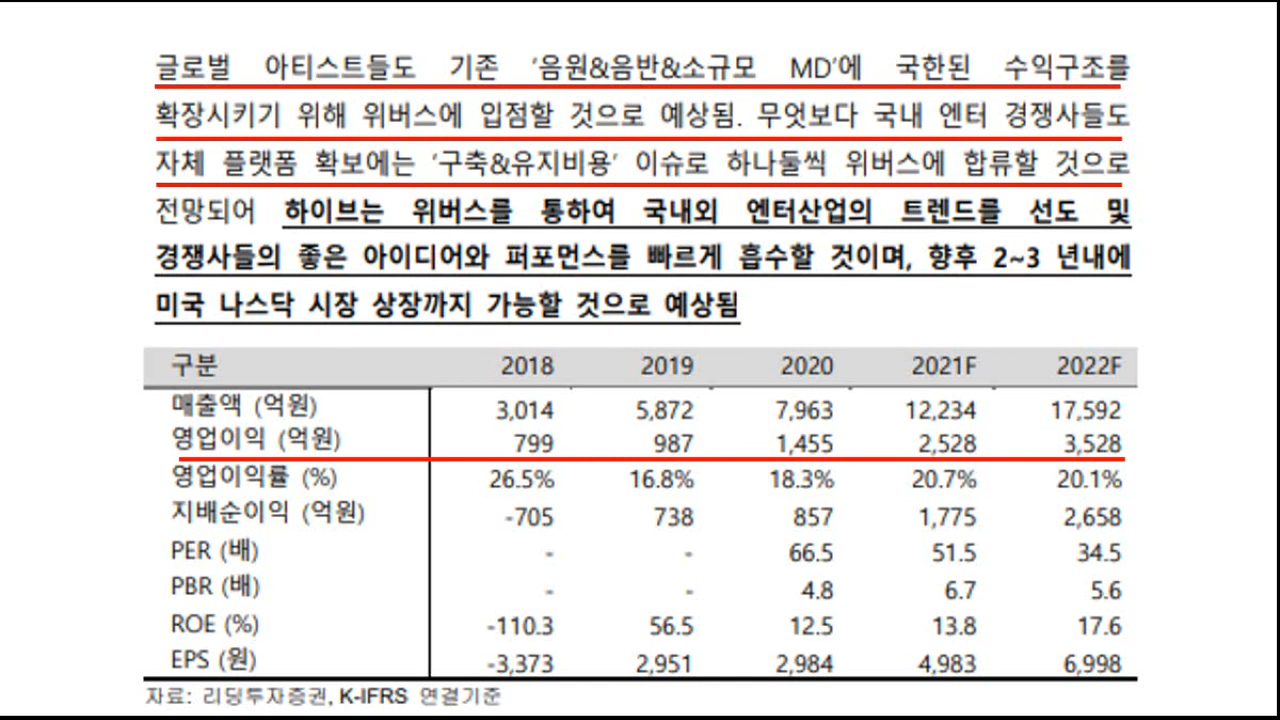 글로벌 아티스트들도 기존 '음원&음반&소규모 MD'에 국한된 수익구조를
확장시키기 위해 위버스에 입점할 것으로 예상됨. 무엇보다 국내 엔터 경쟁사들도
자체 플랫폼 확보에는 '구축&유지비용' 이슈로 하나둘씩 위버스에 합류할 것으로
전망되어 하이브는 위버스를 통하여 국내외 엔터산업의 트렌드를 선도 및
경쟁사들의 좋은 아이디어와 퍼포먼스를 빠르게 흡수할 것이며, 향후 2~3 년내에
미국 나스닥 시장 상장까지 가능할 것으로 예상됨
구분 2018 2019 2020 2021F 2022F
매출액 (억원) 3,014 5,872 7,963 12,234 17,592
영업이익 (억원) 799 987 1,455 2,528 3,528
영업이익률 (%) 26.5% 16.8% 18.3% 20.7% 20.1%
지배순이익 (억원) -705 738 857 1,775 2,658
PER (배) - - 66.5 51.5 34.5
PBR (배) - - 4.8 6.7 5.6
ROE (%) -110.3 56.5 12.5 13.8 17.6
EPS (원) -3,373 2,951 2,984 4,983 6,998
자료: 리딩투자증권, K-IFRS 연결기준